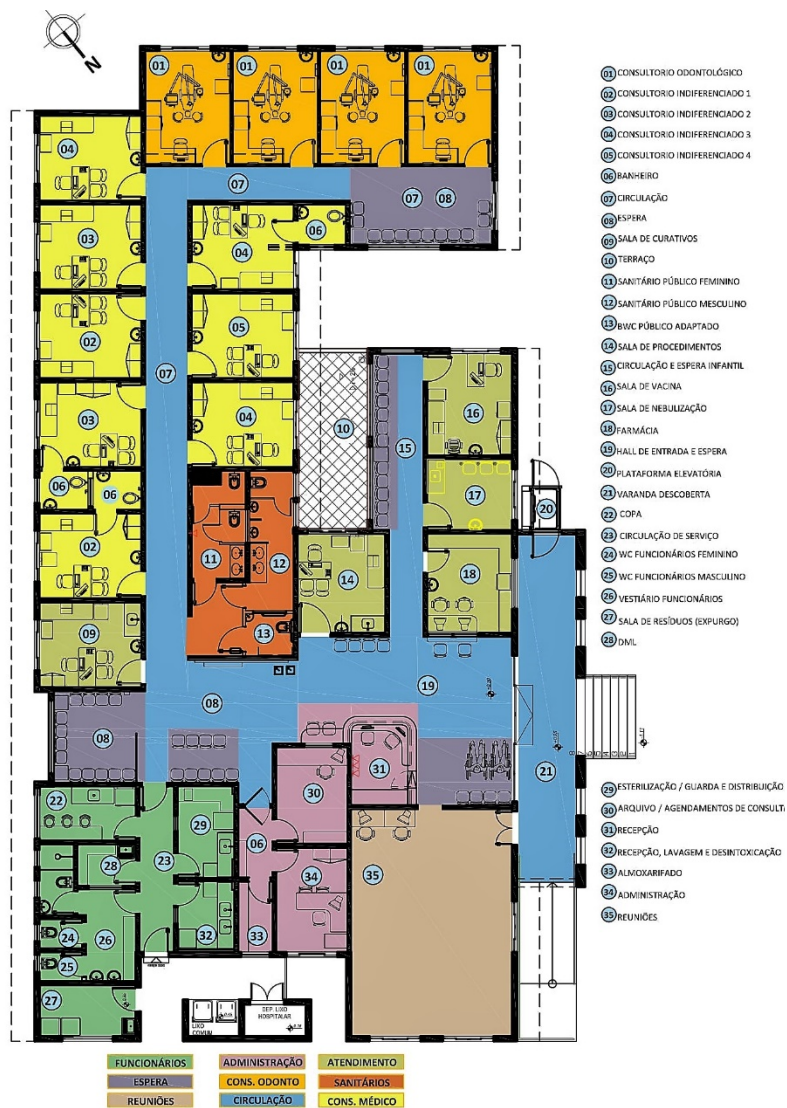 N
01 01 01 01
04
07
07 08
03
04
06
02
05
07
03
04
10
15
16
06
06
17
20
02
11
12
14
18
13
09
08
19
08
21
31
22
29
30
35
23
28
06
34
24
26
32
33
25
27
LIXO COMUM
DEP. LIXO HOSPITALAR
01 CONSULTORIO ODONTOLÓGICO
02 CONSULTORIO INDIFERENCIADO 1
03 CONSULTORIO INDIFERENCIADO 2
04 CONSULTORIO INDIFERENCIADO 3
05 CONSULTORIO INDIFERENCIADO 4
06 BANHEIRO
07 CIRCULAÇÃO
08 ESPERA
09 SALA DE CURATIVOS
10 TERRAÇO
11 SANITÁRIO PÚBLICO FEMININO
12 SANITÁRIO PÚBLICO MESCULINO
13 BWC PÚBLICO ADAPTADO
14 SALA DE PROCEDIMENTOS
15 CIRCULAÇÃO E ESPERA INFANTIL
16 SALA DE VACINA
17 SALA DE NEBULIZAÇÃO
18 FARMÁCIA
19 HALL DE ENTRADA E ESPERA
20 PLATAFORMA ELEVATÓRIA
21 VARANDA DESCOBERTA
22 COPA
23 CIRCULAÇÃO DE SERVIÇO
24 WC FUNCIONÁRIOS FEMININO
25 WC FUNCIONÁRIOS MASCULINO
26 VESTIÁRIO FUNCIONÁRIOS
27 SALA DE RESÍDUOS (EXPURGO)
28 DML
29 ESTERILIZAÇÃO / GUARDA E DISTRIBUIÇÃO
30 ARQUIVO / AGENDAMENTOS DE CONSULT
31 RECEPÇÃO
32 RECEPÇÃO, LAVAGEM E DESINTOXICAÇÃO
33 ALMOXARIFADO
34 ADMINISTRAÇÃO
35 REUNIÕES
FUNCIONÁRIOS ADMINISTRAÇÃO ATENDIMENTO
ESPERA CONS. ODONTO SANITÁRIOS
REUNIÕES CIRCULAÇÃO CONS. MÉDICO